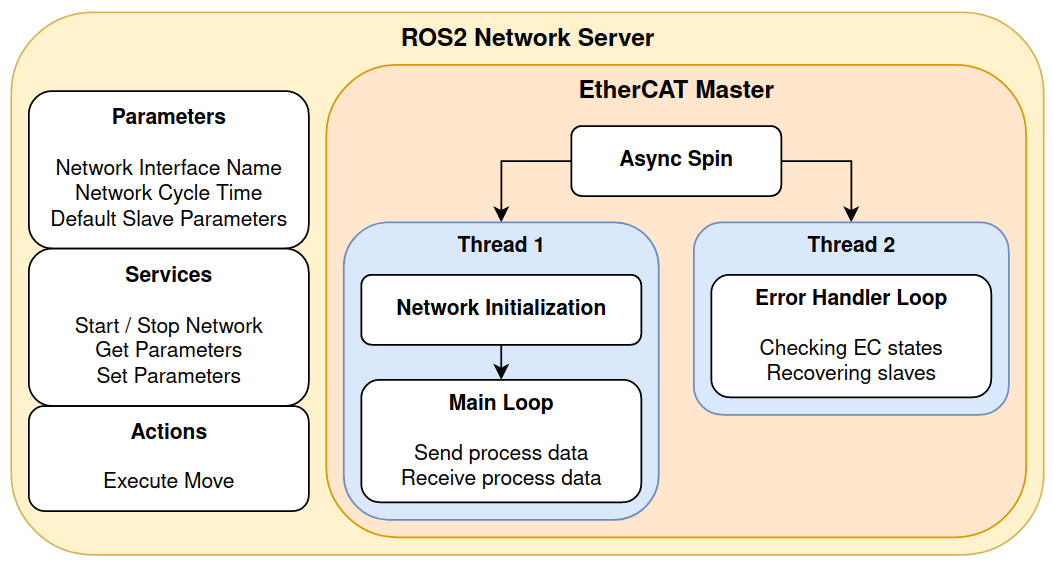 ROS2 Network Server
Parameters
Network Interface Name
Network Cycle Time
Default Slave Parameters
Services
Start / Stop Network
Get Parameters
Set Parameters
Actions
Execute Move
EtherCAT Master
Async Spin
Thread 1
Network Initialization
Main Loop
Send process data
Receive process data
Thread 2
Error Handler Loop
Checking EC states
Recovering slaves